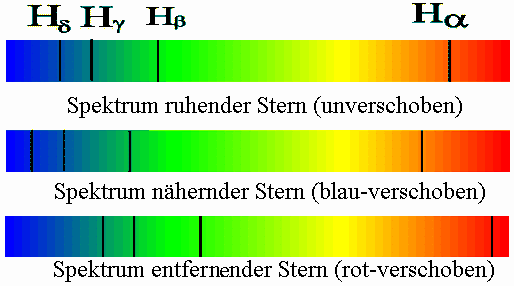 Hδ Hγ Hβ Hα
Spektrum ruhender Stern (unverschoben)
Spektrum nähernder Stern (blau-verschoben)
Spektrum entfernender Stern (rot-verschoben)